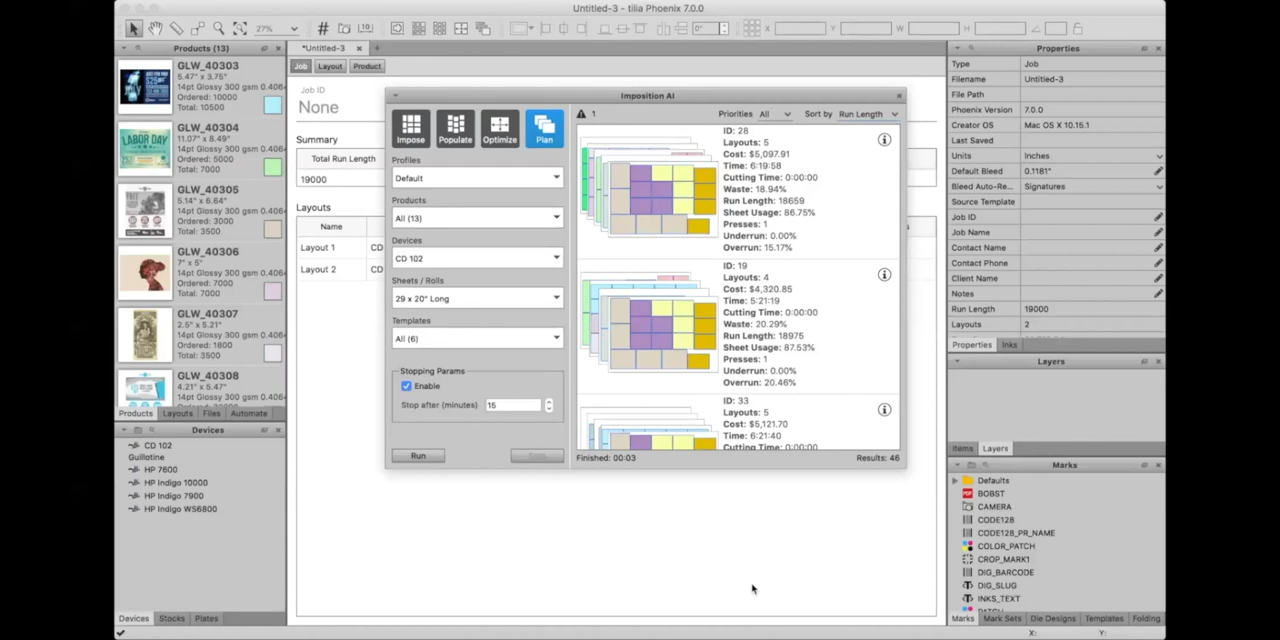 Untitled-3 - tilia Phoenix 7.0.0
27%
0°
X
Y
W
H
Products (13)
GLW_40303
5.47" × 3.75"
14pt Glossy 300 gsm 0.406
Ordered: 10000
Total: 10500
GLW_40304
11.07" × 8.49"
14pt Glossy 300 gsm 0.406
Ordered: 5000
Total: 7000
GLW_40305
5.14" × 6.64"
14pt Glossy 300 gsm 0.406
Ordered: 3000
Total: 3500
GLW_40306
7" × 5"
14pt Glossy 300 gsm 0.406
Ordered: 7000
Total: 7000
GLW_40307
2.5" × 5.21"
14pt Glossy 300 gsm 0.406
Ordered: 1800
Total: 3500
GLW_40308
4.21" × 5.47"
14pt Glossy 300 gsm 0.406
Products
Layouts
Files
Automate
Devices
CD 102
Guillotine
HP 7600
HP Indigo 10000
HP Indigo 7900
HP Indigo WS6800
Devices
Stocks
Plates
*Untitled-3
Job
Layout
Product
Job ID
None
Summary
Total Run Length
19000
Layouts
Name
Layout 1
CD
Layout 2
CD
Imposition AI
Impose
Populate
Optimize
Plan
Profiles
Default
Products
All (13)
Devices
CD 102
Sheets / Rolls
29 x 20" Long
Templates
All (6)
Stopping Params
Enable
Stop after (minutes)
15
Run
1
Priorities
All
Sort by
Run Length
ID: 28
Layouts: 5
Cost: $5,097.91
Time: 6:19:58
Cutting Time: 0:00:00
Waste: 18.94%
Run Length: 18659
Sheet Usage: 86.75%
Presses: 1
Underrun: 0.00%
Overrun: 15.17%
ID: 19
Layouts: 4
Cost: $4,320.85
Time: 5:21:19
Cutting Time: 0:00:00
Waste: 20.29%
Run Length: 18975
Sheet Usage: 87.53%
Presses: 1
Underrun: 0.00%
Overrun: 20.46%
ID: 33
Layouts: 5
Cost: $5,121.70
Time: 6:21:40
Cutting Time: 0:00:00
Finished: 00:03
Results: 46
Properties
Type
Job
Filename
Untitled-3
File Path
Phoenix Version
7.0.0
Creator OS
Mac OS X 10.15.1
Last Saved
Units
Inches
Default Bleed
0.1181"
Bleed Auto-Re...
Signatures
Source Template
Job ID
Job Name
Contact Name
Contact Phone
Client Name
Notes
Run Length
19000
Layouts
2
Properties
Inks
Layers
Items
Layers
Marks
Defaults
BOBST
CAMERA
CODE128
CODE128_PR_NAME
COLOR_PATCH
CROP_MARK1
DIG_BARCODE
DIG_SLUG
INKS_TEXT
Marks
Mark Sets
Die Designs
Templates
Folding
X:
Y: